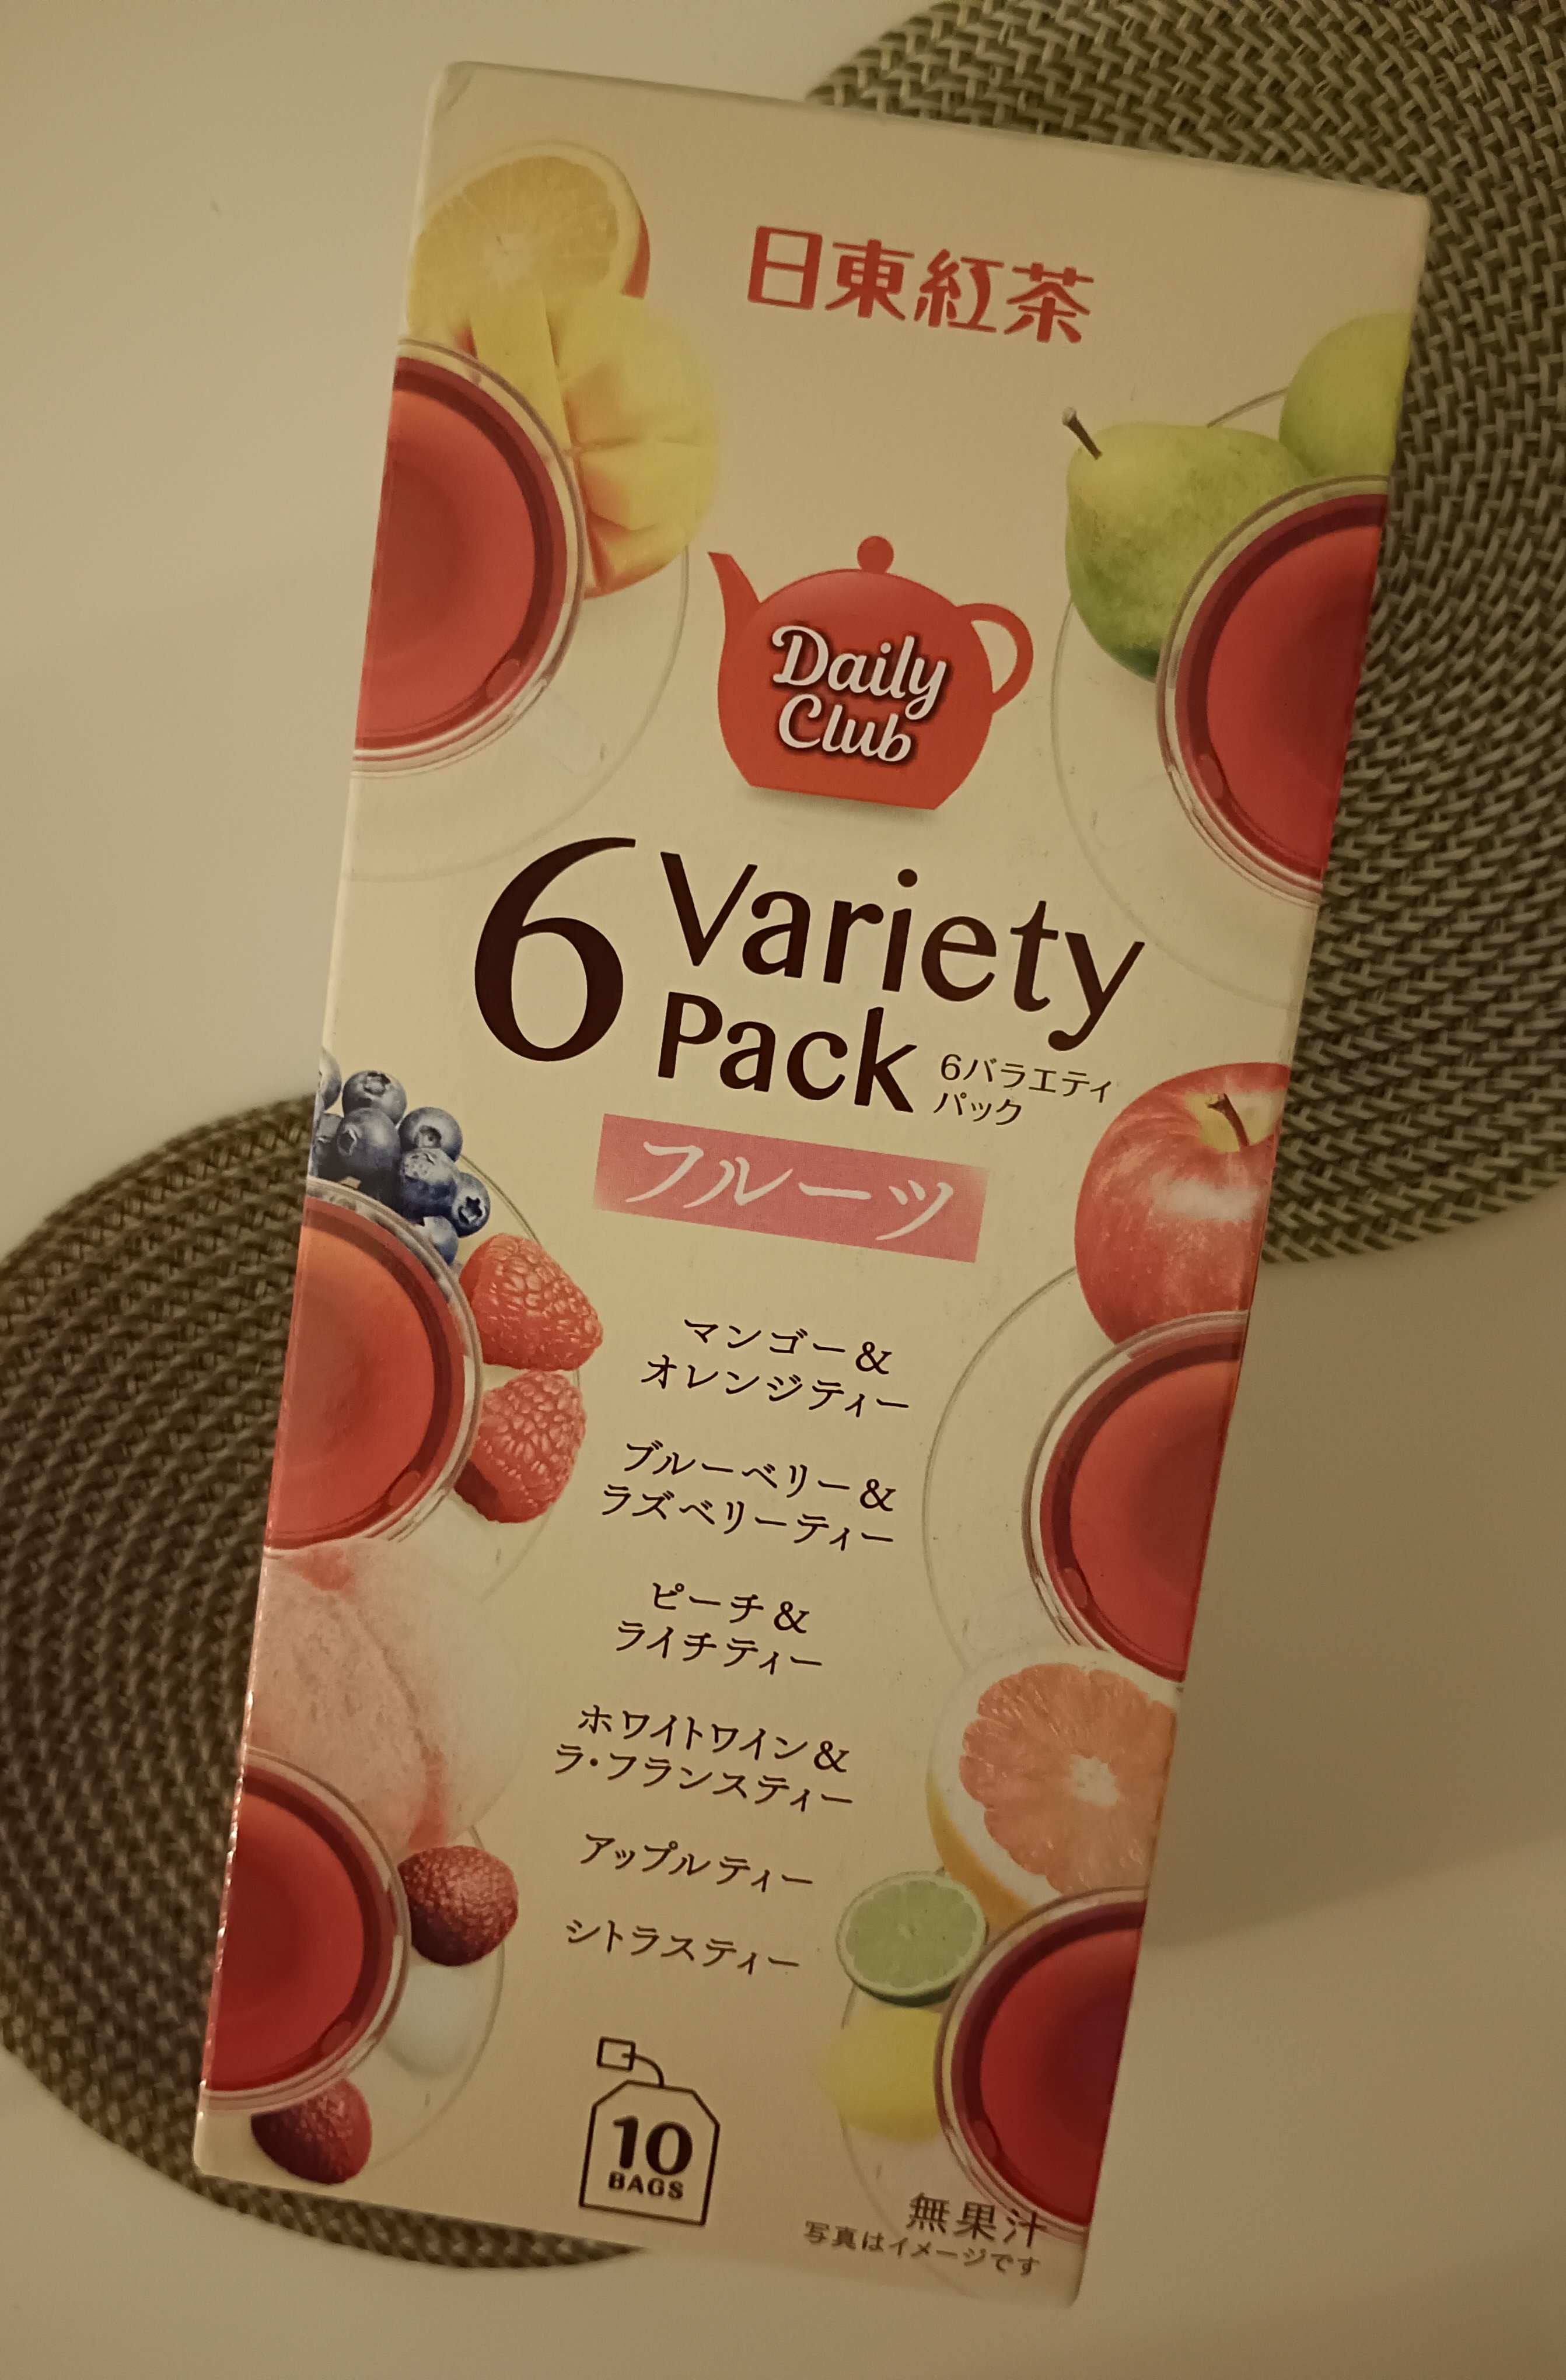 日東紅茶
Daily
Club
6 Variety
Pack
6バラエティ
パック
フルーツ
マンゴー&
オレンジティー
ブルーベリー&
ラズベリーティー
ピーチ&
ライチティー
ホワイトワイン&
ラ・フランスティー
アップルティー
シトラスティー
10
BAGS
無果汁
写真はイメージです